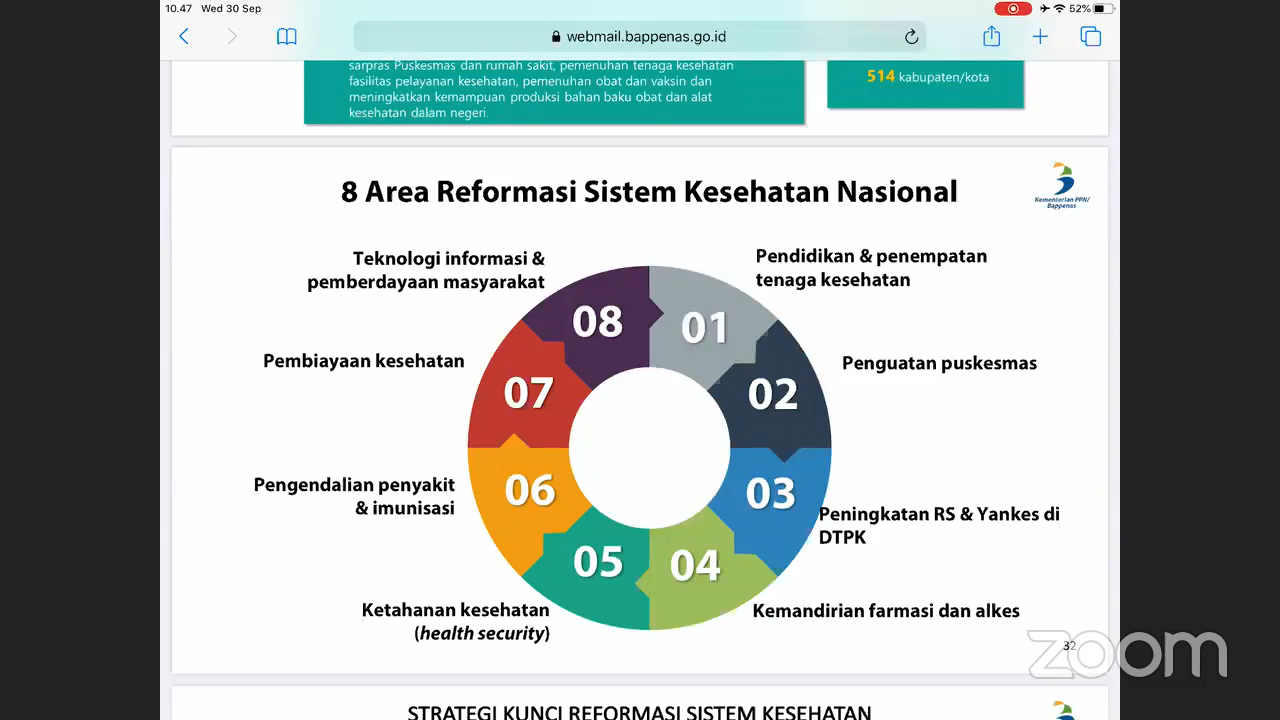 10.47 Wed 30 Sep
52%
webmail.bappenas.go.id
sarpras Puskesmas dan rumah sakit, pemenuhan tenaga kesehatan
fasilitas pelayanan kesehatan, pemenuhan obat dan vaksin dan
meningkatkan kemampuan produksi bahan baku obat dan alat
kesehatan dalam negeri.
514 kabupaten/kota
8 Area Reformasi Sistem Kesehatan Nasional
Kementerian PPN/
Bappenas
Teknologi informasi &
pemberdayaan masyarakat
Pendidikan & penempatan
tenaga kesehatan
08
01
Pembiayaan kesehatan
07
02
Penguatan puskesmas
Pengendalian penyakit
& imunisasi
06
03
Peningkatan RS & Yankes di
DTPK
05
04
Ketahanan kesehatan
(health security)
Kemandirian farmasi dan alkes
32
zoom
STRATEGI KUNCI REFORMASI SISTEM KESEHATAN